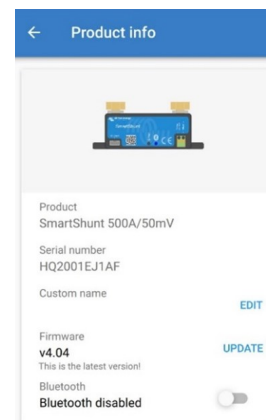 Product info
SmartShunt
Product
SmartShunt 500A/50mV
Serial number
HQ2001EJ1AF
Custom name
EDIT
Firmware
v4.04
UPDATE
This is the latest version!
Bluetooth
Bluetooth disabled